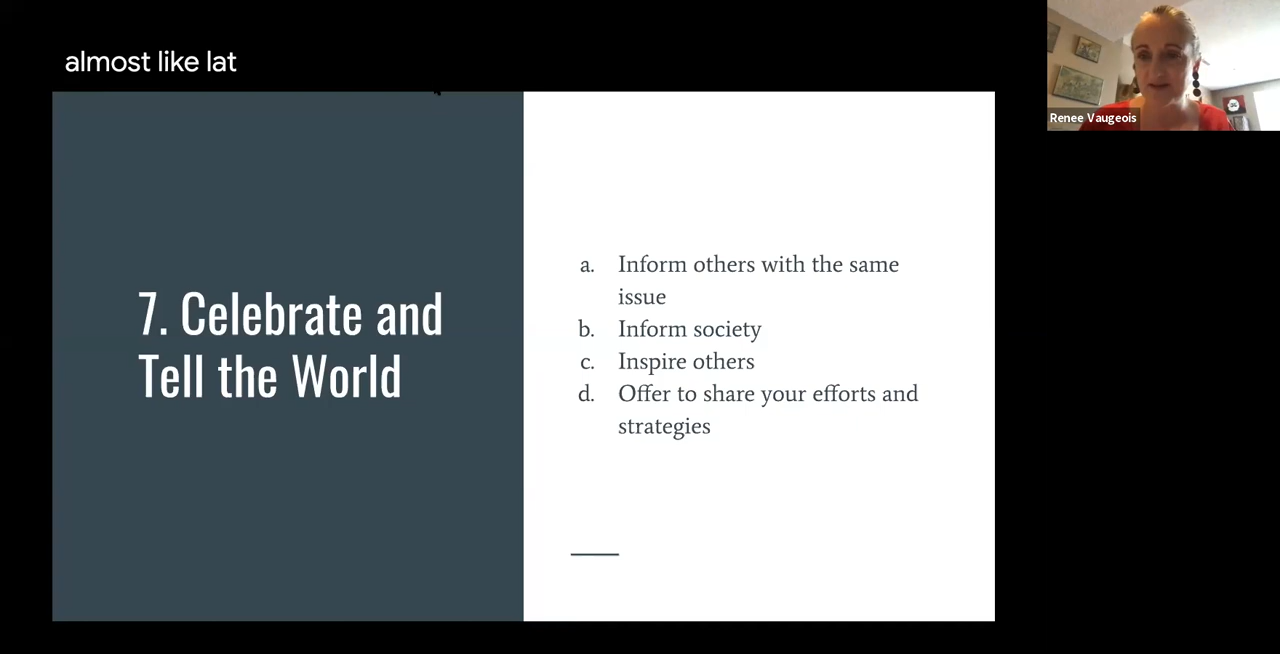 almost like lat
Renee Vaugeois
7. Celebrate and
Tell the World
a. Inform others with the same
issue
b. Inform society
c. Inspire others
d. Offer to share your efforts and
strategies